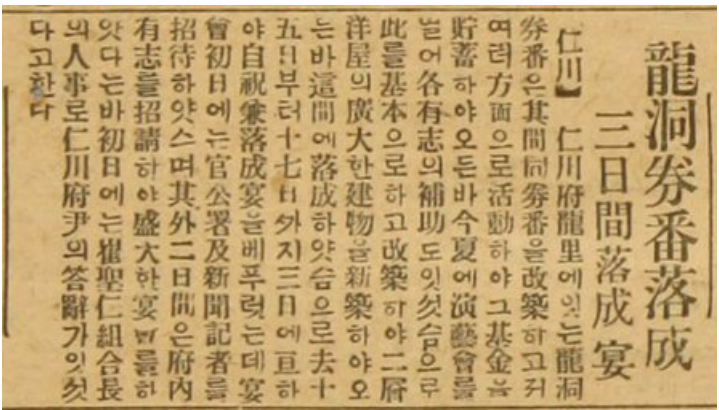 龍洞券番落成
三日間落成宴
【仁川】 仁川府龍里에잇는龍洞
券番은其間同券番을改築하고저
여러方面으로活動하야그基金을
貯蓄하야오든바今夏에演藝會를
열어各有志의補助도잇섯슴으로
此를基本으로하고改築하야二層
洋屋의廣大한建物을新築하야오
는바這間에落成하얏슴으로去十
五日부터十七日外지三日에亘하
야自祝兼落成宴을베푸럿는데宴
會初日에는官公署及新聞記者를
招待하얏스며其外二日間은府內
有志를招請하야盛大한宴會를하
얏다는바初日에는崔聖仁組合長
의人事로仁川府尹의答辭가잇섯
다고한다